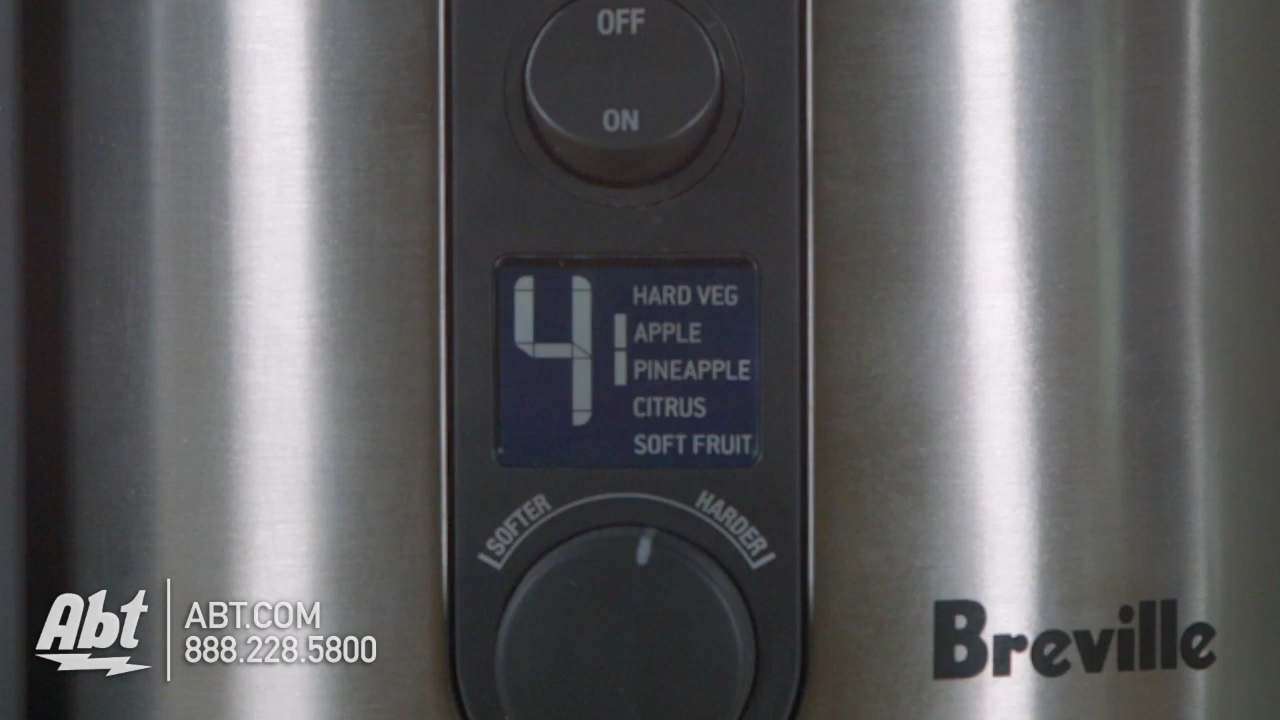 OFF
ON
4
HARD VEG
APPLE
PINEAPPLE
CITRUS
SOFT FRUIT
SOFTER
HARDER
Abt
ABT.COM
888.228.5800
Breville